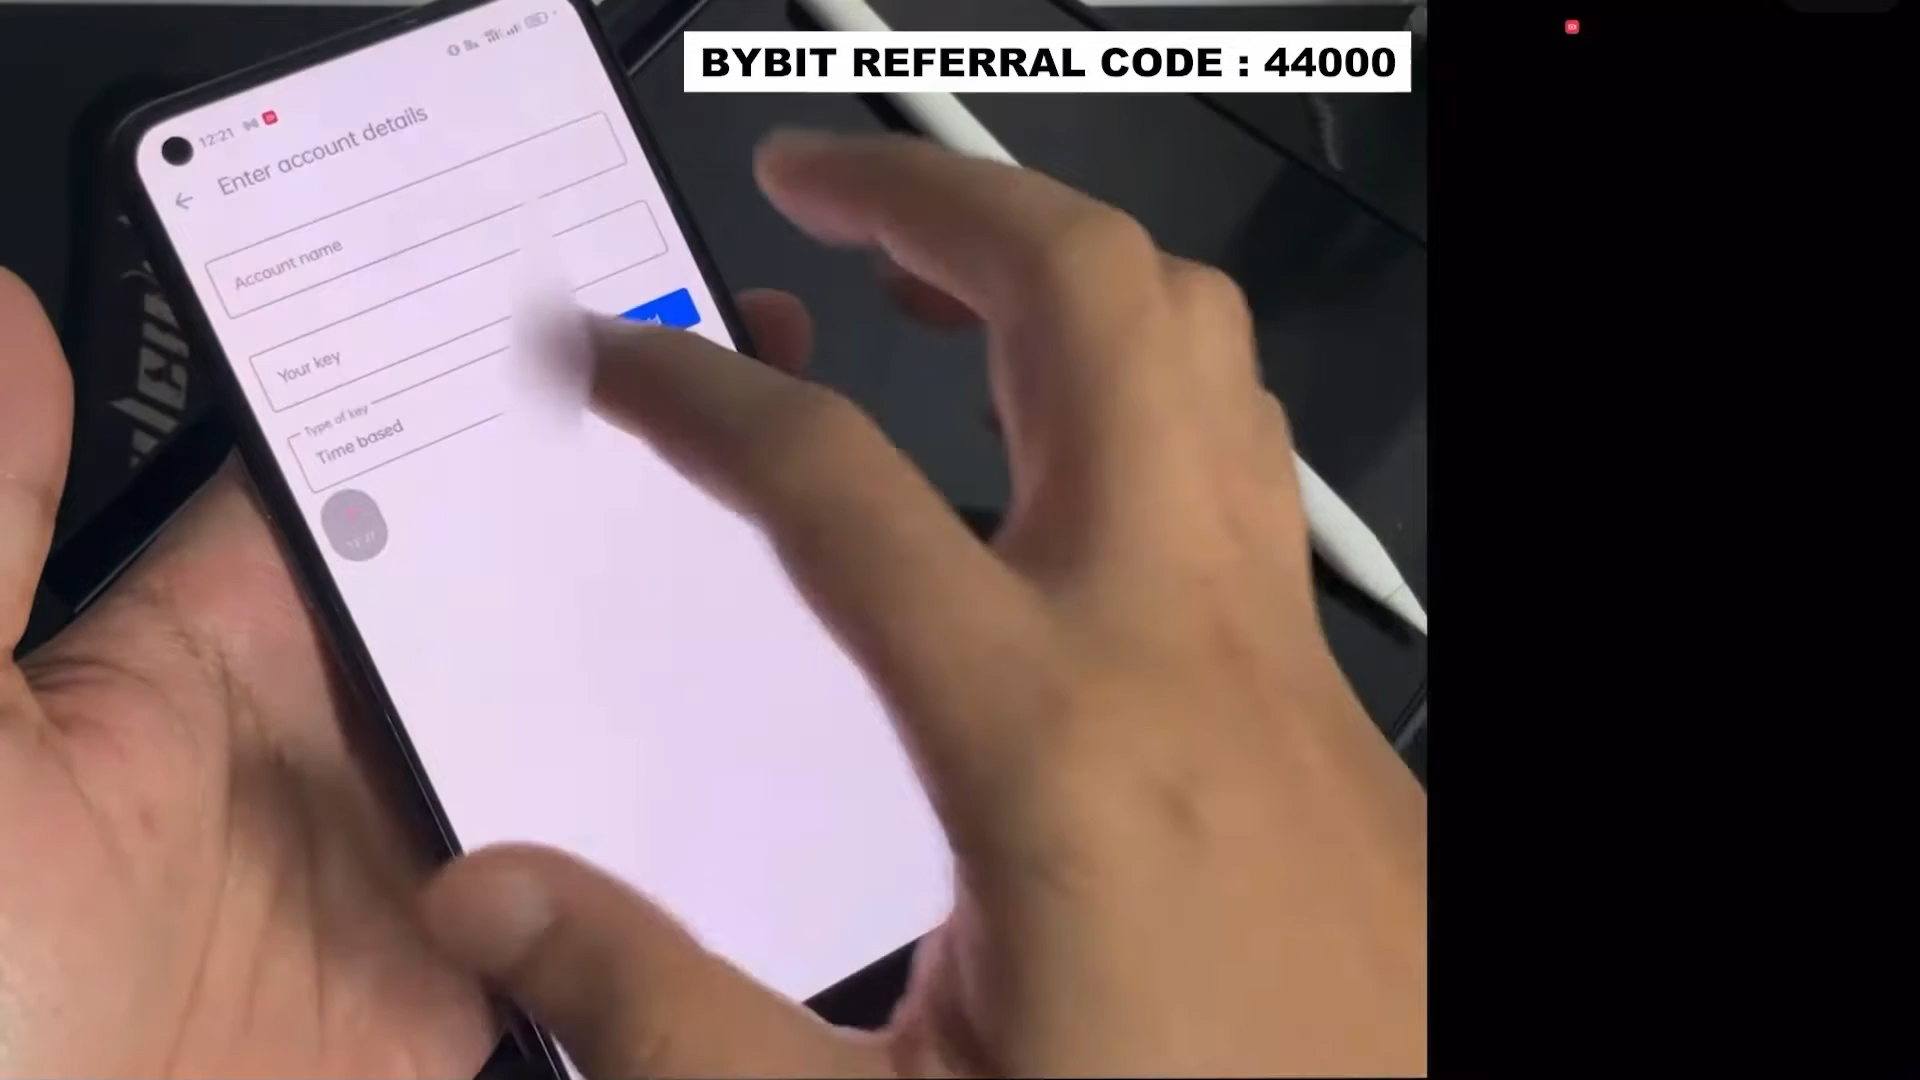 BYBIT REFERRAL CODE : 44000
12:21
Enter account details
Account name
Your key
Type of key
Time based